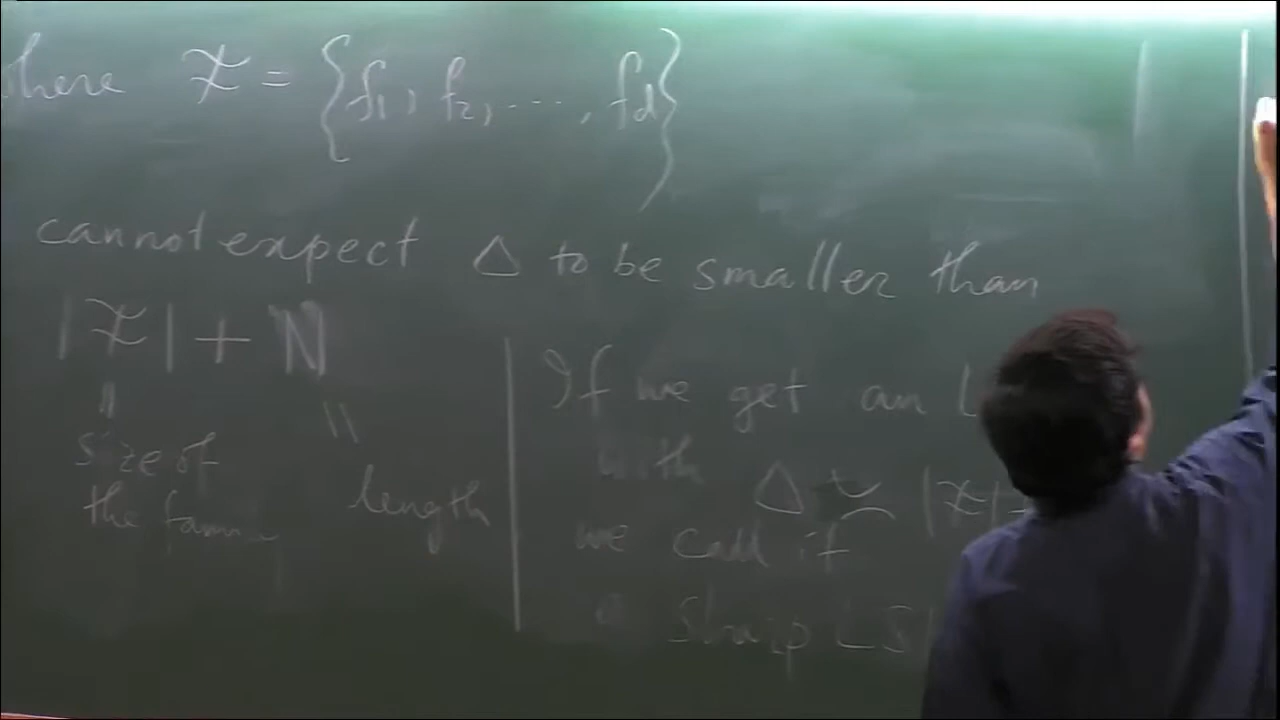 where ℱ = {f₁, f₂, ..., f_d}
cannot expect Δ to be smaller than
|ℱ| + N
" "
size of
the family length
If we get an L
with
Δ ≍ |ℱ| +
we call it
a sharp LS